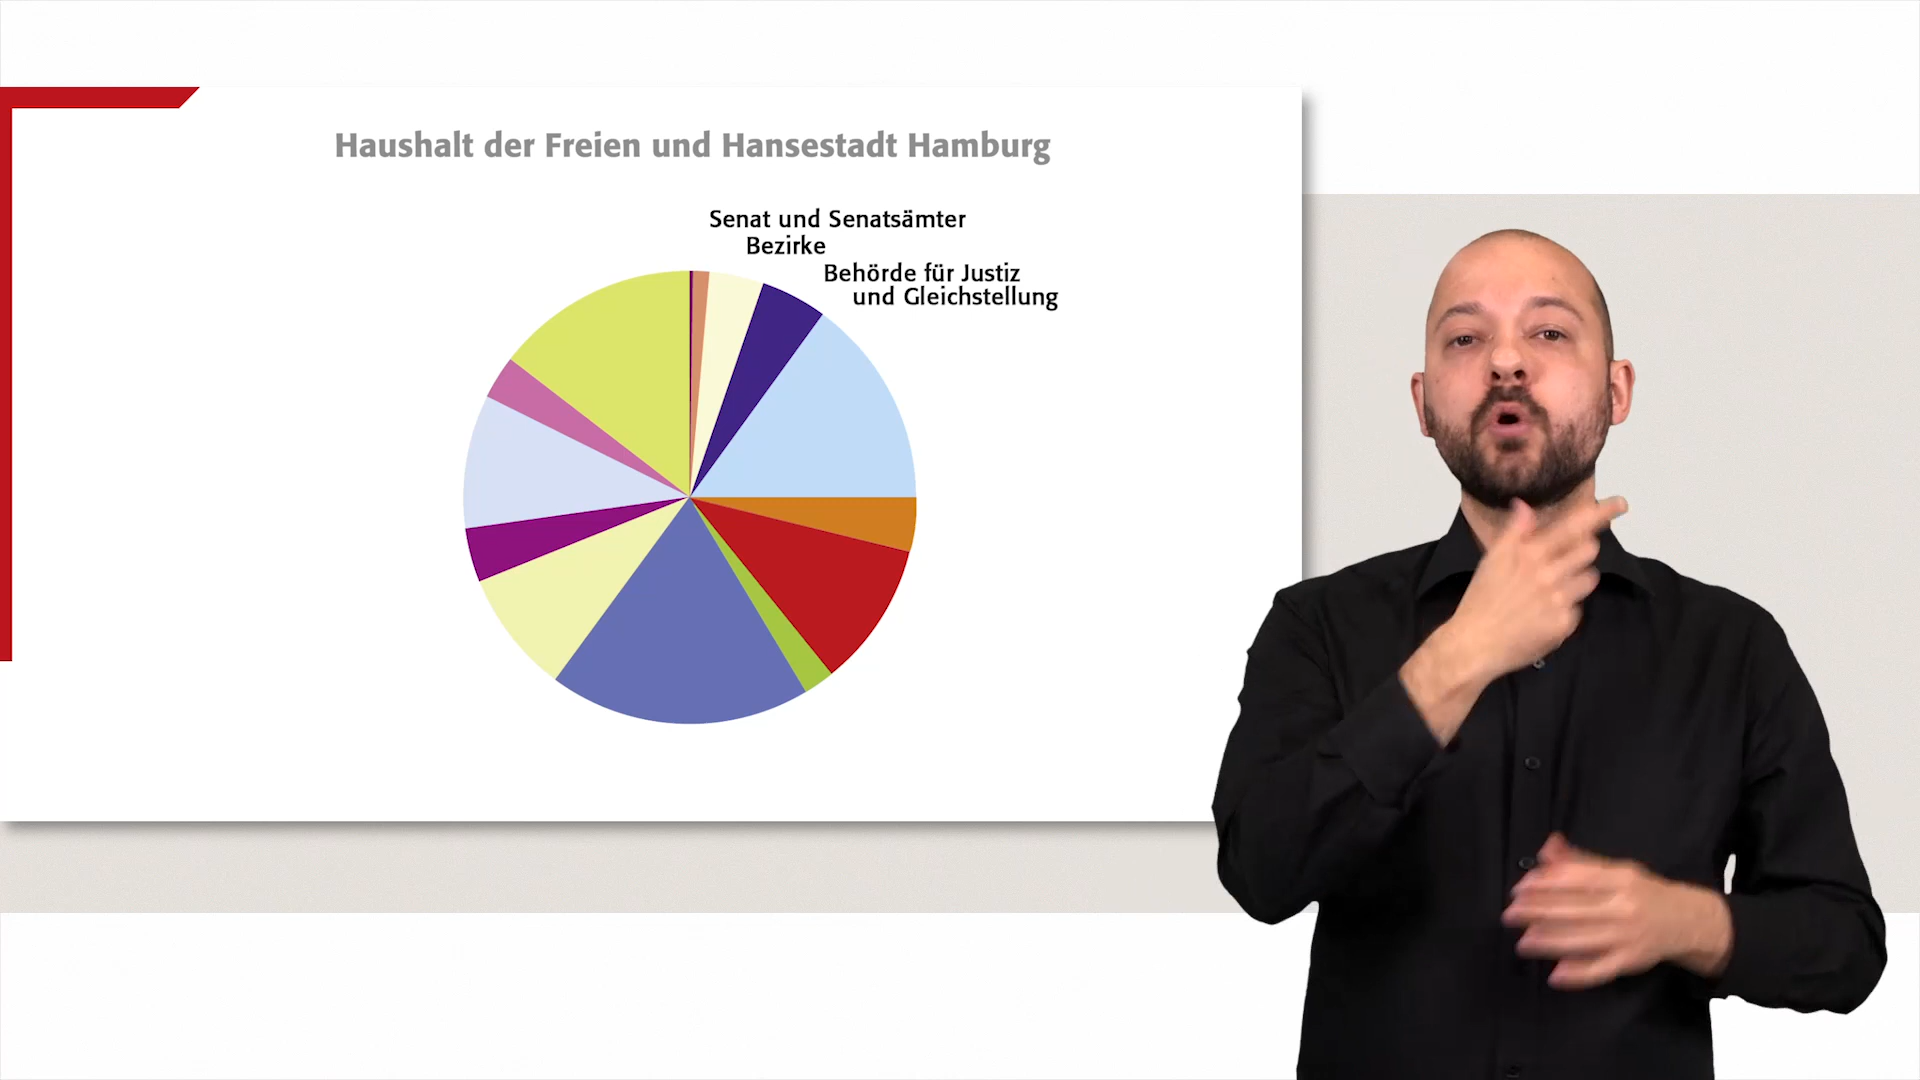 Haushalt der Freien und Hansestadt Hamburg
Senat und Senatsämter
Bezirke
Behörde für Justiz
und Gleichstellung